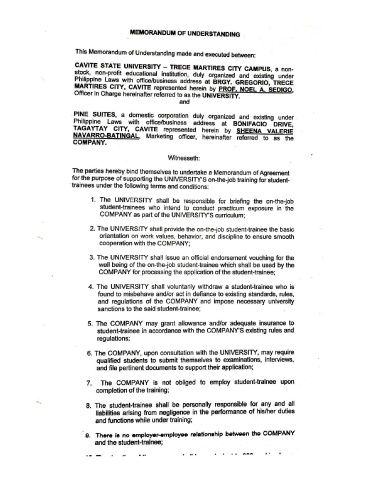 MEMORANDUM OF UNDERSTANDING
This Memorandum of Understanding made and executed between:
CAVITE STATE UNIVERSITY – TRECE MARTIRES CITY CAMPUS, a non-
stock, non-profit educational institution, duly organized and existing under
Philippine Laws with office/business address at BRGY. GREGORIO, TRECE
MARTIRES CITY, CAVITE represented herein by PROF. NOEL A. SEDIGO,
Officer in Charge hereinafter referred to as the UNIVERSITY.
and
PINE SUITES, a domestic corporation duly organized and existing under
Philippine Laws with office/business address at BONIFACIO DRIVE,
TAGAYTAY CITY, CAVITE represented herein by SHEENA VALERIE
NAVARRO-BATINGAL, Marketing officer, hereinafter referred to as the
COMPANY.
Witnesseth:
The parties hereby bind themselves to undertake a Memorandum of Agreement
for the purpose of supporting the UNIVERSITY'S on-the-job training for student-
trainees under the following terms and conditions:
1. The UNIVERSITY shall be responsible for briefing the on-the-job
student-trainees who intend to conduct practicum exposure in the
COMPANY as part of the UNIVERSITY'S curriculum;
2. The UNIVERSITY shall provide the on-the-job student-trainee the basic
orientation on work values, behavior, and discipline to ensure smooth
cooperation with the COMPANY;
3. The UNIVERSITY shall issue an official endorsement vouching for the
well being of the on-the-job student-trainee which shall be used by the
COMPANY for processing the application of the student-trainee;
4. The UNIVERSITY shall voluntarily withdraw a student-trainee who is
found to misbehave and/or act in defiance to existing standards, rules,
and regulations of the COMPANY and impose necessary university
sanctions to the said student-trainee;
5. The COMPANY may grant allowance and/or adequate insurance to
student-trainee in accordance with the COMPANY'S existing rules and
regulations;
6. The COMPANY, upon consultation with the UNIVERSITY, may require
qualified students to submit themselves to examinations, interviews,
and file pertinent documents to support their application;
7. The COMPANY is not obliged to employ student-trainee upon
completion of the training;
8. The student-trainee shall be personally responsible for any and all
liabilities arising from negligence in the performance of his/her duties
and functions while under training;
9. There is no employer-employee relationship between the COMPANY
and the student-trainee;